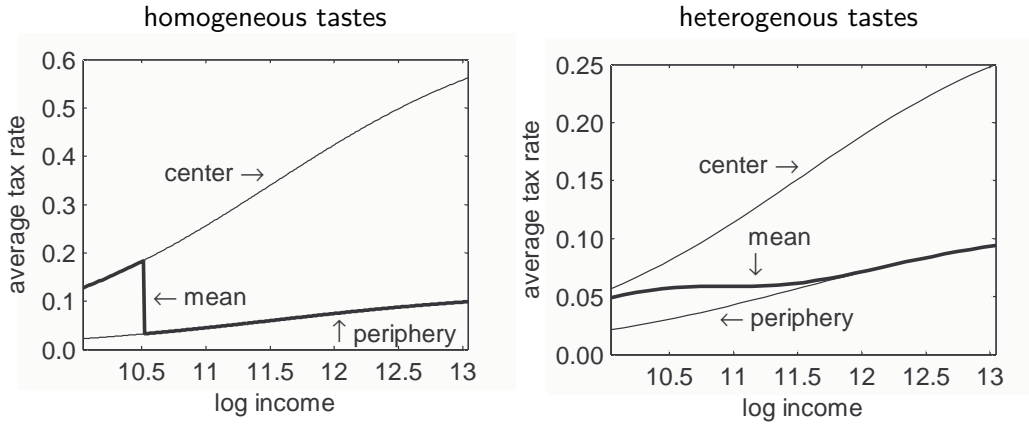 homogeneous tastes
0.6
0.5
0.4
0.3
0.2
0.1
0.0
average tax rate
center →
← mean
↑ periphery
10.5 11 11.5 12 12.5 13
log income
heterogenous tastes
0.25
0.20
0.15
0.10
0.05
0.00
average tax rate
center →
mean
↓
← periphery
10.5 11 11.5 12 12.5 13
log income